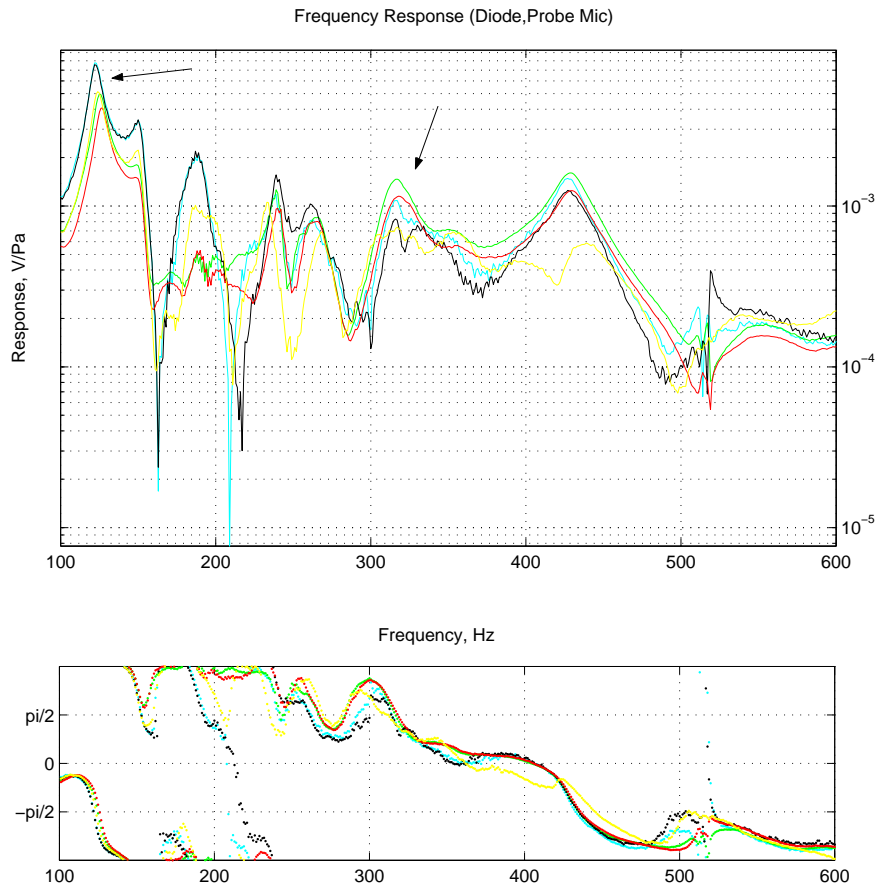 Frequency Response (Diode,Probe Mic)
Response, V/Pa
10−3
10−4
10−5
100 200 300 400 500 600
Frequency, Hz
pi/2
0
−pi/2
100 200 300 400 500 600